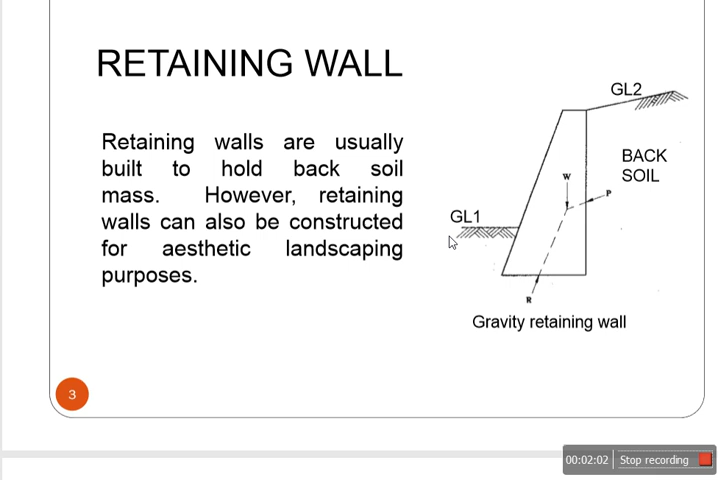 RETAINING WALL
Retaining walls are usually
built to hold back soil
mass. However, retaining
walls can also be constructed
for aesthetic landscaping
purposes.
GL2
BACK
SOIL
W
P
GL1
R
Gravity retaining wall
3
00:02:02 Stop recording